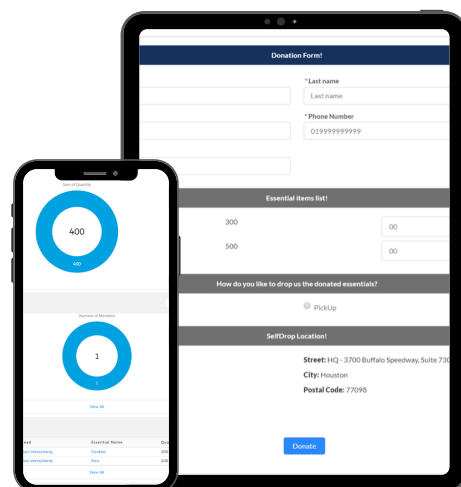 Donation Form!
*Last name
Last name
*Phone Number
019999999999
Essential items list!
300
00
500
00
How do you like to drop us the donated essentials?
PickUp
SelfDrop Location!
Street: HQ - 3700 Buffalo Speedway, Suite 730
City: Houston
Postal Code: 77098
Donate
Sum of Quantity
400
400
Number of Members
1
View All
Essential Name
Cookies
Rice
View All